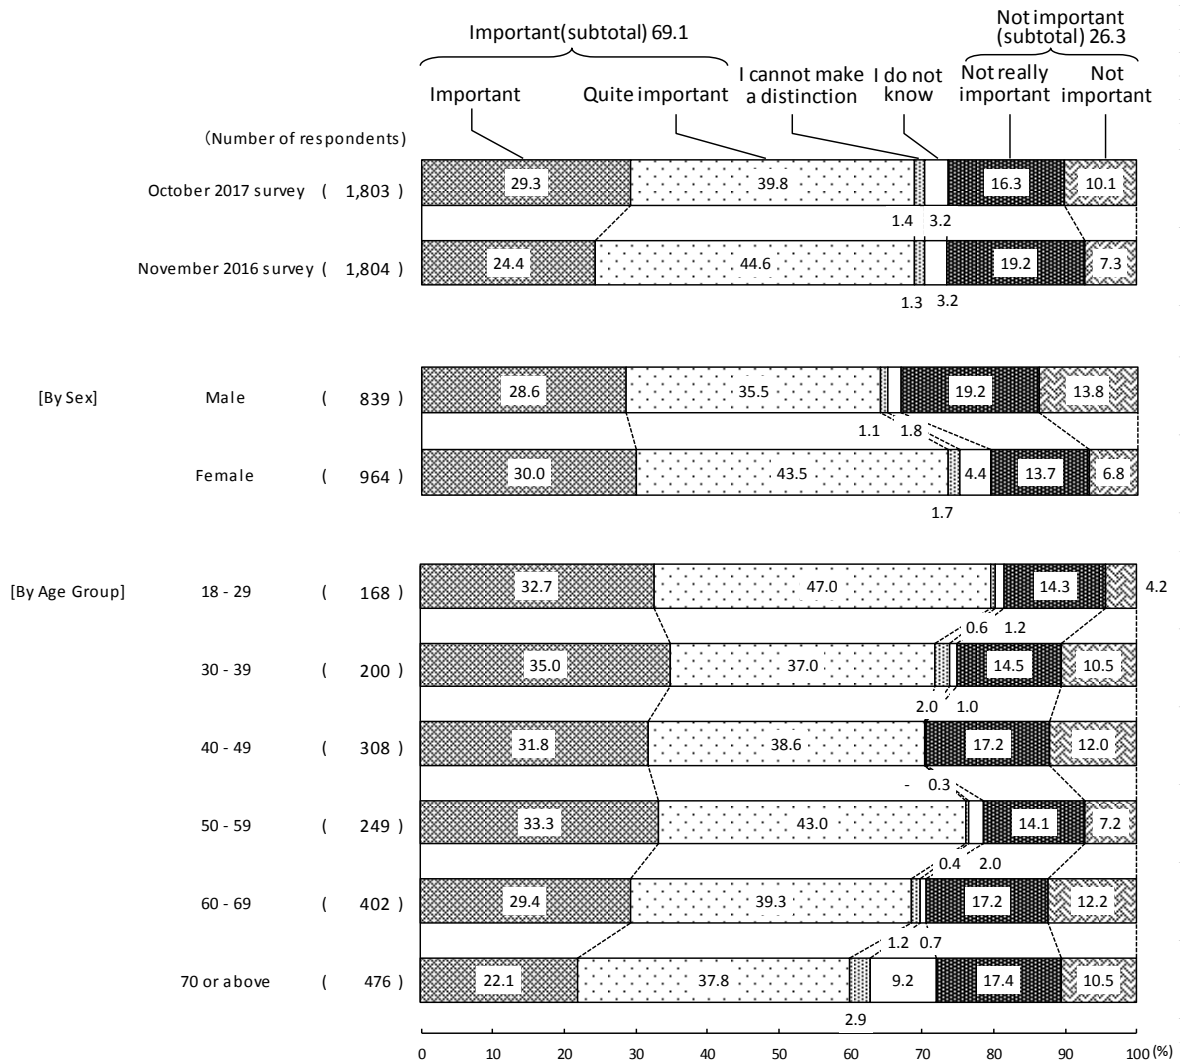 Important(subtotal) 69.1
Not important
(subtotal) 26.3
Important
Quite important
I cannot make
a distinction
I do not
know
Not really
important
Not
important
(Number of respondents)
October 2017 survey ( 1,803 ) 29.3 39.8 16.3 10.1
1.4 3.2
November 2016 survey ( 1,804 ) 24.4 44.6 19.2 7.3
1.3 3.2
[By Sex] Male ( 839 ) 28.6 35.5 19.2 13.8
1.1 1.8
Female ( 964 ) 30.0 43.5 4.4 13.7 6.8
1.7
[By Age Group] 18 - 29 ( 168 ) 32.7 47.0 14.3 4.2
0.6 1.2
30 - 39 ( 200 ) 35.0 37.0 14.5 10.5
2.0 1.0
40 - 49 ( 308 ) 31.8 38.6 17.2 12.0
- 0.3
50 - 59 ( 249 ) 33.3 43.0 14.1 7.2
0.4 2.0
60 - 69 ( 402 ) 29.4 39.3 17.2 12.2
1.2 0.7
70 or above ( 476 ) 22.1 37.8 9.2 17.4 10.5
2.9
0 10 20 30 40 50 60 70 80 90 100 (%)